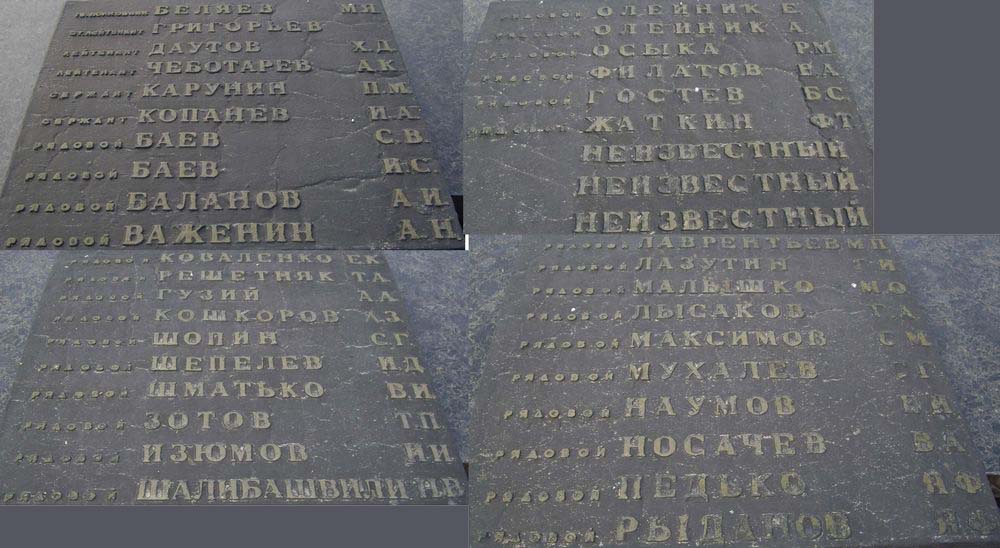 БЕЛЯЕВ М.Я.
СТ.ЛЕЙТЕНАНТ ГРИГОРЬЕВ
ЛЕЙТЕНАНТ ДАУТОВ Х.Д.
ЛЕЙТЕНАНТ ЧЕБОТАРЕВ А.К.
СЕРЖАНТ КАРУНИН П.М.
СЕРЖАНТ КОПАНЕВ И.А.
РЯДОВОЙ БАЕВ С.В.
РЯДОВОЙ БАЕВ И.С.
РЯДОВОЙ БАЛАНОВ А.И.
РЯДОВОЙ ВАЖЕНИН А.Н.
РЯДОВОЙ ОЛЕЙНИК Е.
РЯДОВОЙ ОЛЕЙНИК А.
РЯДОВОЙ ОСЫКА Р.М.
РЯДОВОЙ ФИЛАТОВ Е.А.
РЯДОВОЙ ГОСТЕВ Б.С.
ЖАТКИН Ф.Т.
НЕИЗВЕСТНЫЙ
НЕИЗВЕСТНЫЙ
НЕИЗВЕСТНЫЙ
КОВАЛЕНКО Е.К.
РЕШЕТНЯК Т.А.
РЯДОВОЙ ГУЗИЙ А.А.
РЯДОВОЙ КОШКОРОВ А.З.
РЯДОВОЙ ШОПИН С.Г.
РЯДОВОЙ ШЕПЕЛЕВ И.Д.
РЯДОВОЙ ШМАТЬКО В.И.
РЯДОВОЙ ЗОТОВ Т.П.
РЯДОВОЙ ИЗЮМОВ И.И.
РЯДОВОЙ ШАЛИБАШВИЛИ Н.В.
РЯДОВОЙ ЛАВРЕНТЬЕВ М.П.
РЯДОВОЙ ЛАЗУТИН
РЯДОВОЙ МАЛЫШКО М.О.
РЯДОВОЙ ЛЫСАКОВ Г.А.
РЯДОВОЙ МАКСИМОВ С.М.
РЯДОВОЙ МУХАЛЕВ
РЯДОВОЙ НАУМОВ
РЯДОВОЙ НОСАЧЕВ В.А.
РЯДОВОЙ ПЕДЬКО Я.Ф.
РЯДОВОЙ РЫДАНОВ